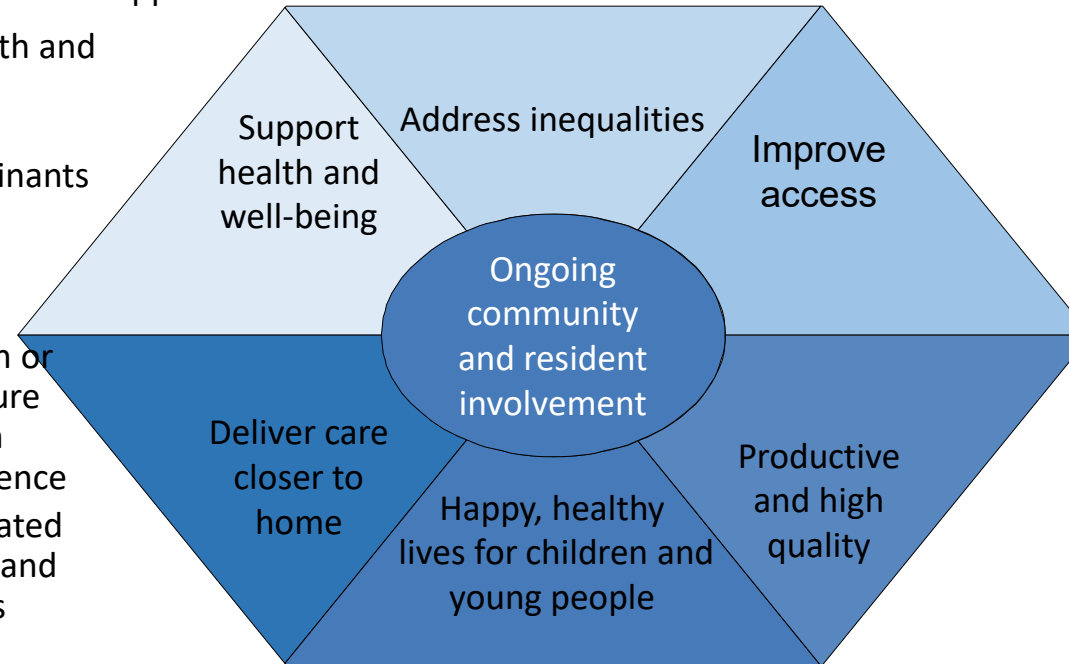 th and
inants
n or
ure
ence
ated
and
s
Support
health and
well-being
Address inequalities
Improve
access
Ongoing
community
and resident
involvement
Deliver care
closer to
home
Happy, healthy
lives for children and
young people
Productive
and high
quality